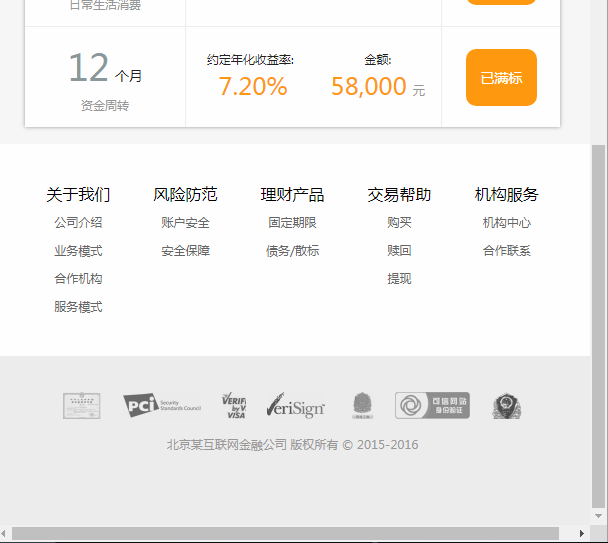 日常生活消费
12 个月
资金周转
约定年化收益率:
7.20%
金额:
58,000 元
已满标
关于我们 风险防范 理财产品 交易帮助 机构服务
公司介绍 账户安全 固定期限 购买 机构中心
业务模式 安全保障 债务/散标 赎回 合作联系
合作机构 提现
服务模式
PCi Security Standards Council
VERIFI by V VISA
VeriSign
可信网站
身份验证
北京某互联网金融公司 版权所有 © 2015-2016